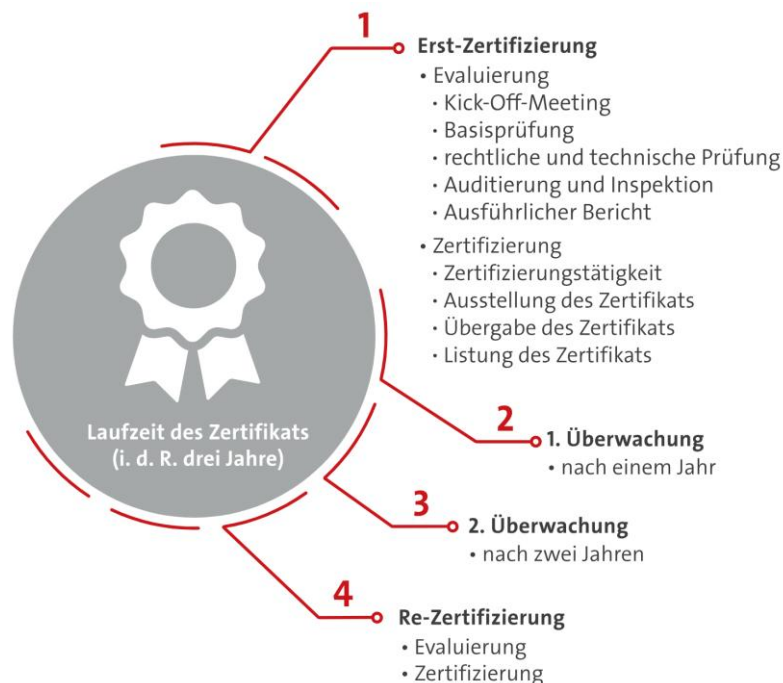 1
Erst-Zertifizierung
• Evaluierung
· Kick-Off-Meeting
· Basisprüfung
· rechtliche und technische Prüfung
· Auditierung und Inspektion
· Ausführlicher Bericht
• Zertifizierung
· Zertifizierungstätigkeit
· Ausstellung des Zertifikats
· Übergabe des Zertifikats
· Listung des Zertifikats
Laufzeit des Zertifikats
(i. d. R. drei Jahre)
2
1. Überwachung
• nach einem Jahr
3
2. Überwachung
• nach zwei Jahren
4
Re-Zertifizierung
• Evaluierung
• Zertifizierung